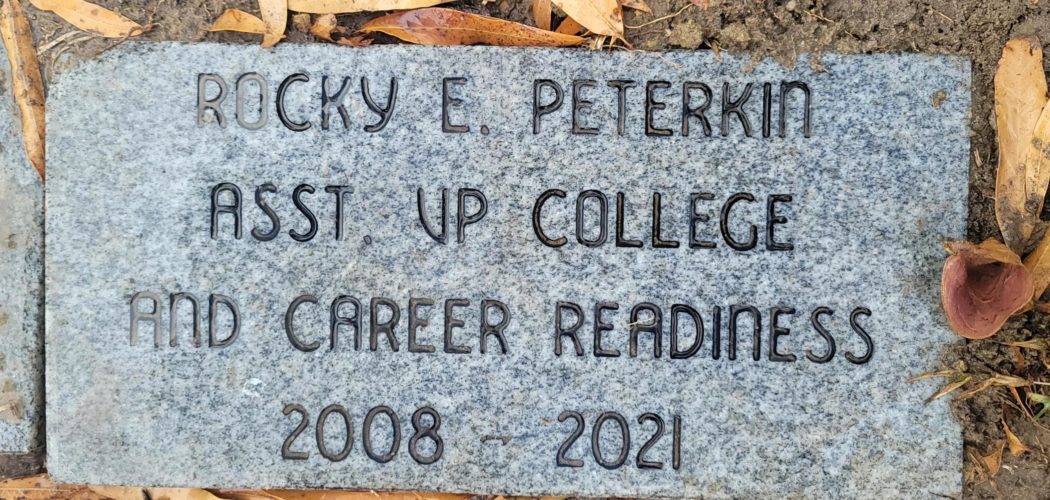 ROCKY E. PETERKIN
ASST. VP COLLEGE
AND CAREER READINESS
2008 - 2021